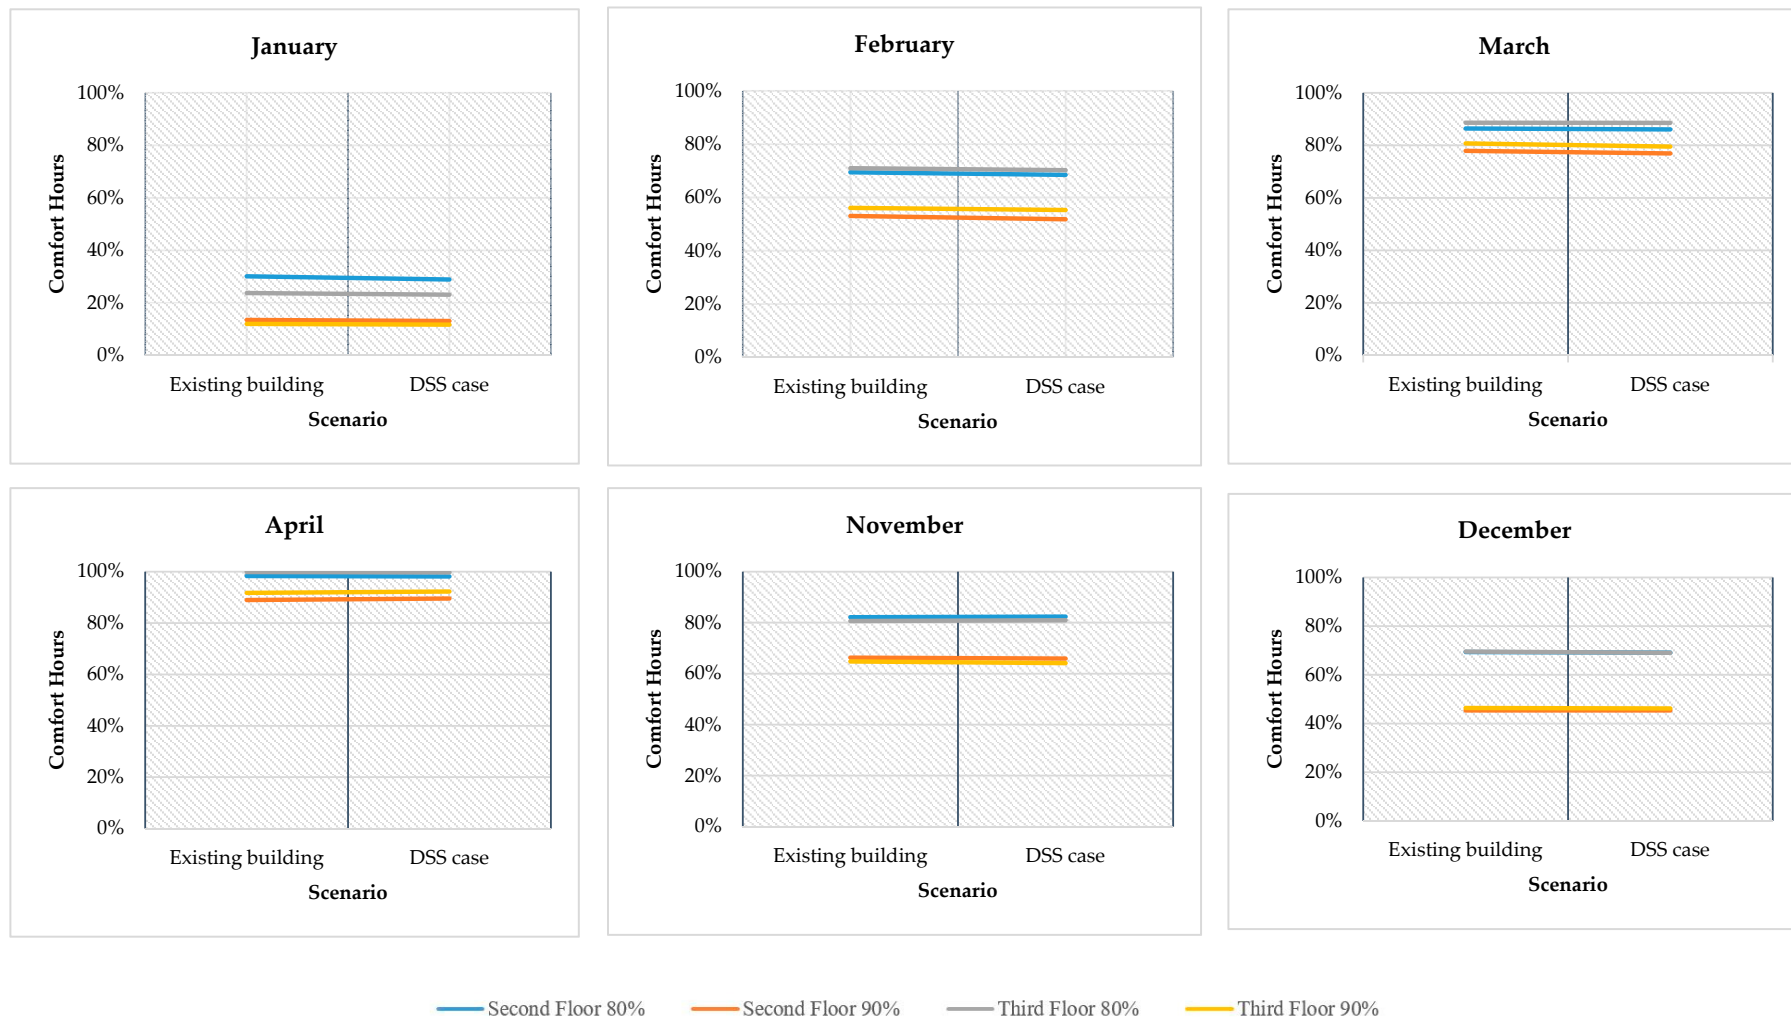 January
100%
80%
60%
40%
20%
0%
Comfort Hours
Existing building
DSS case
Scenario
February
100%
80%
60%
40%
20%
0%
Comfort Hours
Existing building
DSS case
Scenario
March
100%
80%
60%
40%
20%
0%
Comfort Hours
Existing building
DSS case
Scenario
April
100%
80%
60%
40%
20%
0%
Comfort Hours
Existing building
DSS case
Scenario
November
100%
80%
60%
40%
20%
0%
Comfort Hours
Existing building
DSS case
Scenario
December
100%
80%
60%
40%
20%
0%
Comfort Hours
Existing building
DSS case
Scenario
Second Floor 80%
Second Floor 90%
Third Floor 80%
Third Floor 90%